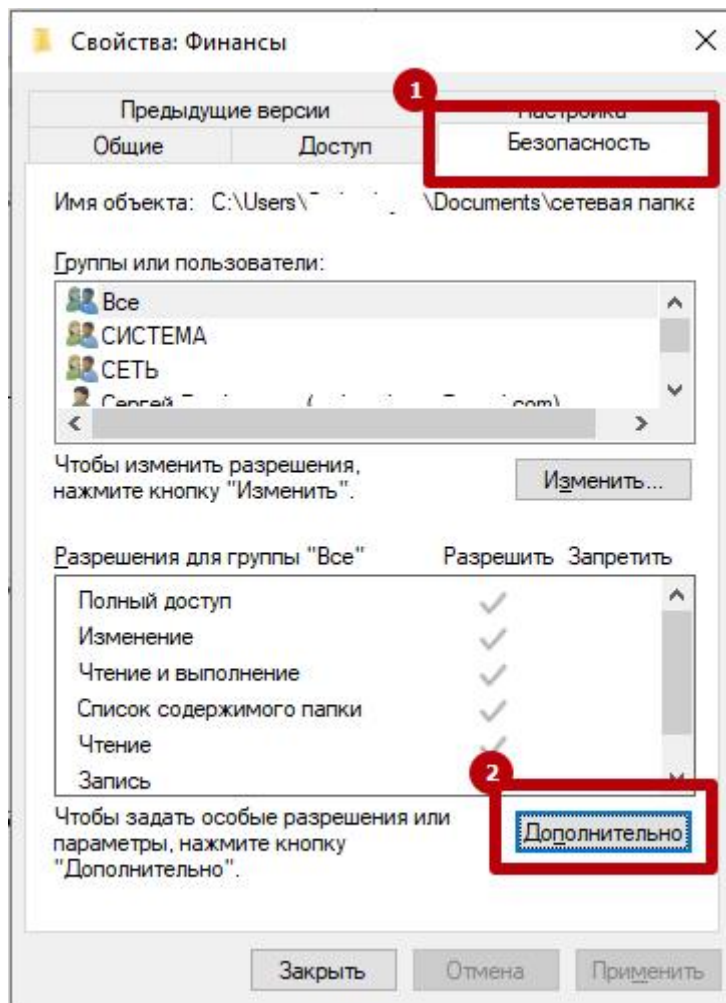 Свойства: Финансы
1
Предыдущие версии Настройка
Общие Доступ Безопасность
Имя объекта: C:\Users\ \Documents\сетевая папка
Группы или пользователи:
Все
СИСТЕМА
СЕТЬ
Сергей ( com)
Чтобы изменить разрешения,
нажмите кнопку "Изменить".
Изменить...
Разрешения для группы "Все" Разрешить Запретить
Полный доступ
Изменение
Чтение и выполнение
Список содержимого папки
Чтение
Запись
2
Чтобы задать особые разрешения или
параметры, нажмите кнопку
"Дополнительно".
Дополнительно
Закрыть Отмена Применить